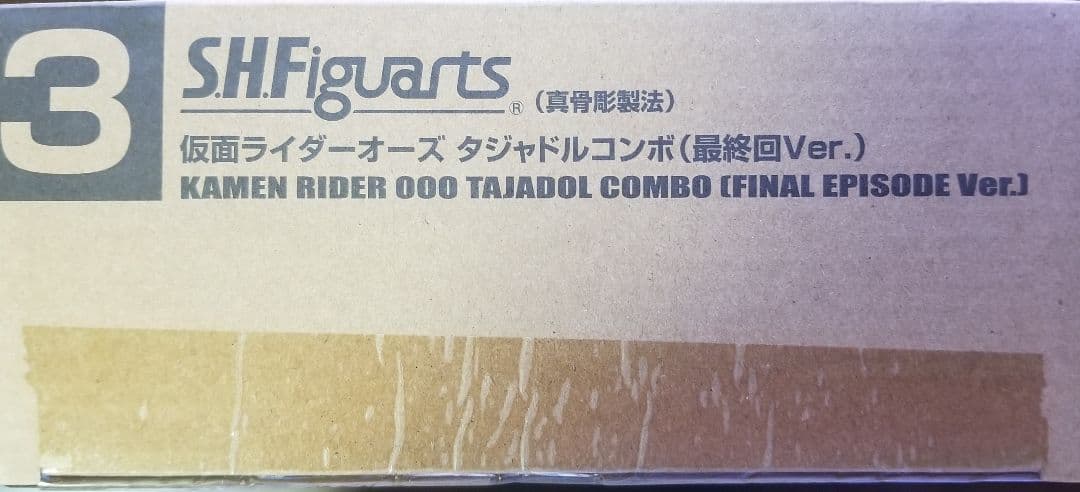 3
S.H.Figuarts®(真骨彫製法)
仮面ライダーオーズ タジャドルコンボ(最終回Ver.)
KAMEN RIDER OOO TAJADOL COMBO (FINAL EPISODE Ver.)